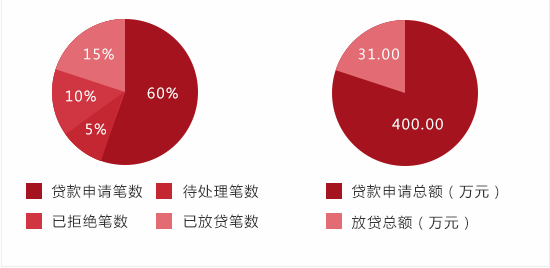 15%
10%
5%
60%
31.00
400.00
贷款申请笔数
待处理笔数
已拒绝笔数
已放贷笔数
贷款申请总额（万元）
放贷总额（万元）